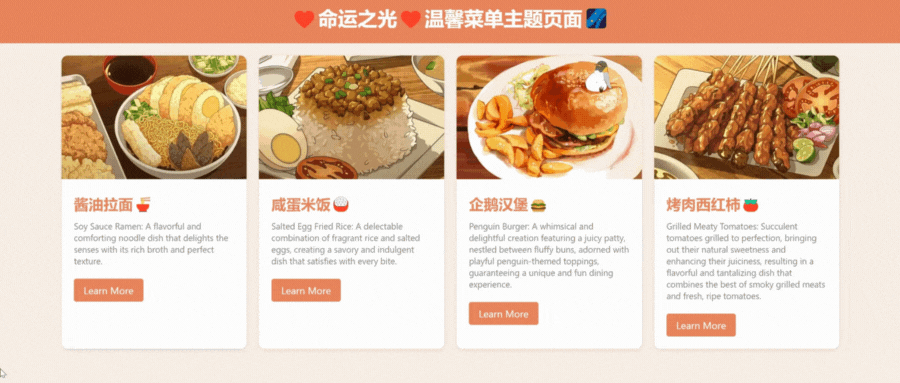 ❤️命运之光❤️温馨菜单主题页面🌌
酱油拉面🍜
Soy Sauce Ramen: A flavorful and
comforting noodle dish that delights the
senses with its rich broth and perfect
texture.
Learn More
咸蛋米饭🍚
Salted Egg Fried Rice: A delectable
combination of fragrant rice and salted
eggs, creating a savory and indulgent
dish that satisfies with every bite.
Learn More
企鹅汉堡🍔
Penguin Burger: A whimsical and
delightful creation featuring a juicy patty,
nestled between fluffy buns, adorned with
playful penguin-themed toppings,
guaranteeing a unique and fun dining
experience.
Learn More
烤肉西红柿🍅
Grilled Meaty Tomatoes: Succulent
tomatoes grilled to perfection, bringing
out their natural sweetness and
enhancing their juiciness, resulting in a
flavorful and tantalizing dish that
combines the best of smoky grilled meats
and fresh, ripe tomatoes.
Learn More